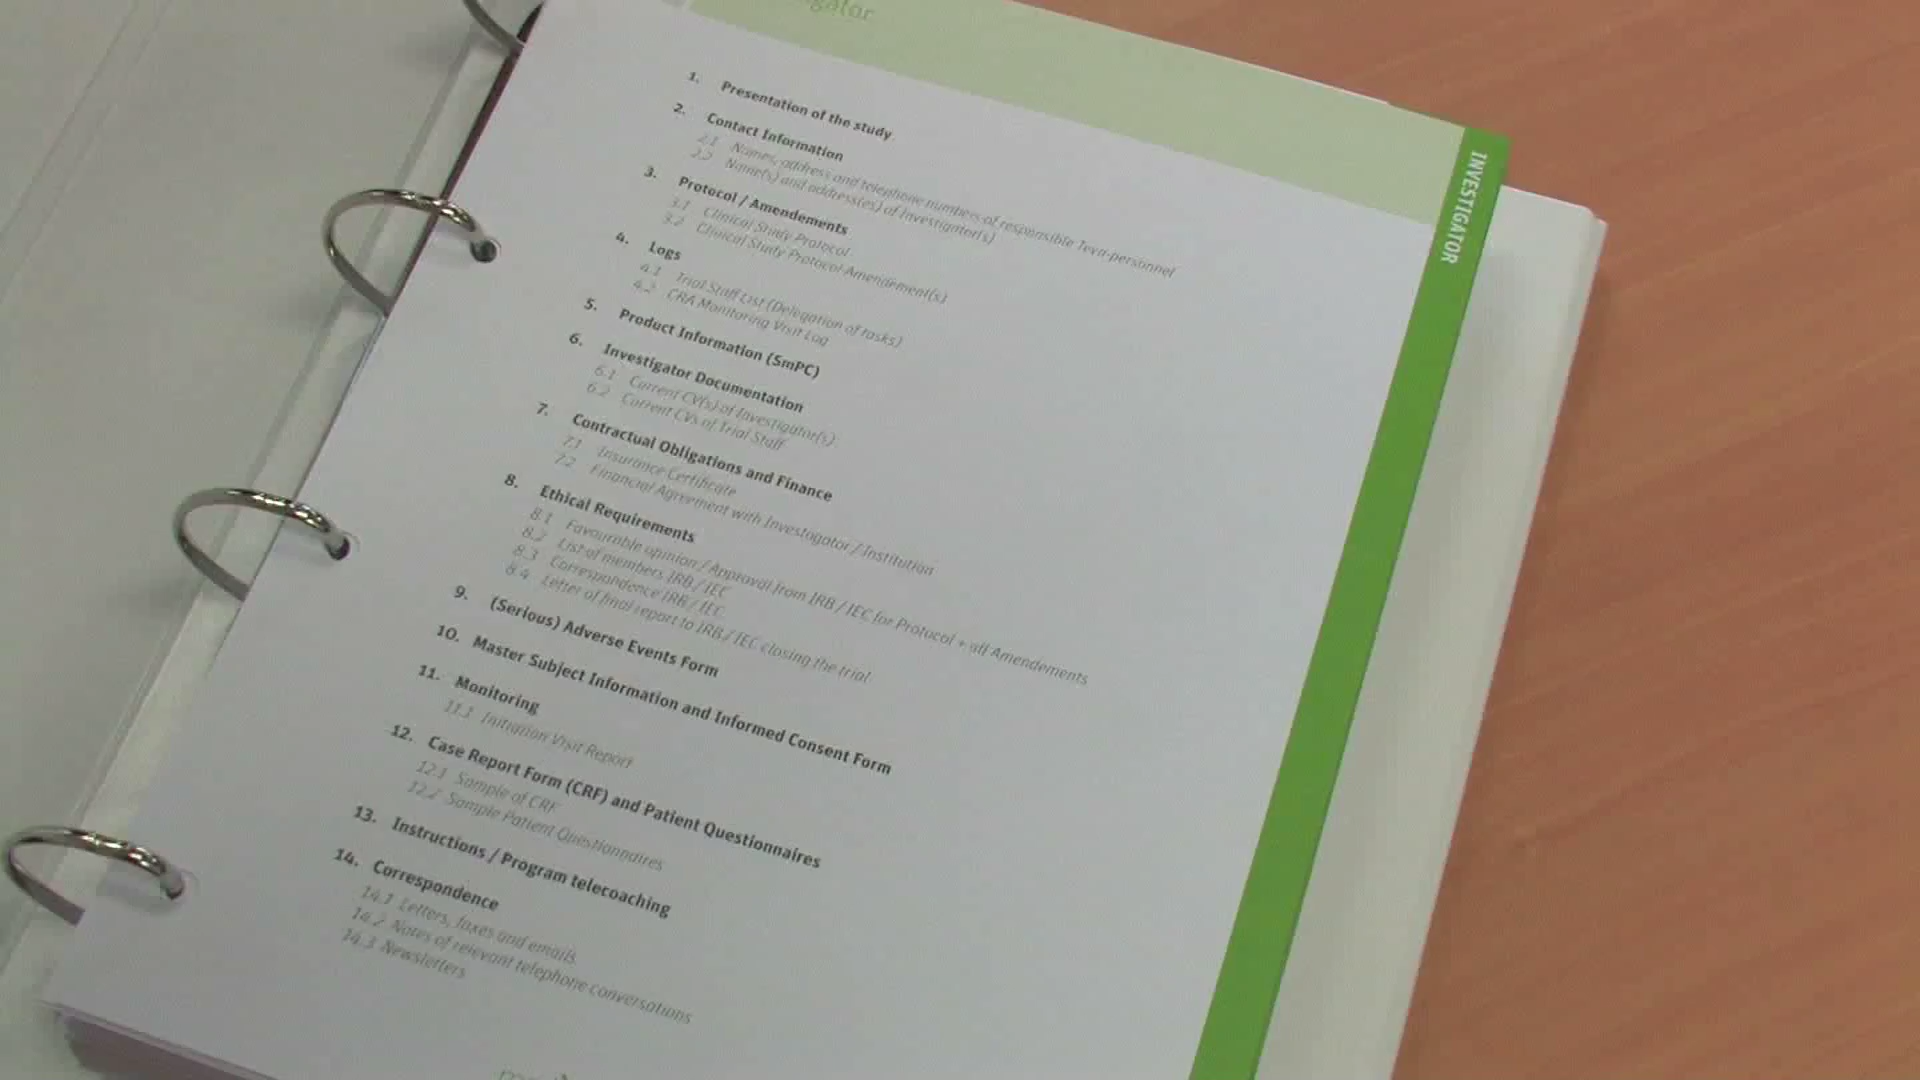 1. Presentation of the study
2. Contact Information
2.1 Names, address and telephone numbers of responsible Teva-personnel
2.2 Name(s) and address(es) of Investigator(s)
3. Protocol / Amendements
3.1 Clinical Study Protocol
3.2 Clinical Study Protocol Amendement(s)
4. Logs
4.1 Trial Staff List (Delegation of tasks)
4.2 CRA Monitoring Visit Log
5. Product Information (SmPC)
6. Investigator Documentation
6.1 Current CV(s) of Investigator(s)
6.2 Current CVs of Trial Staff
7. Contractual Obligations and Finance
7.1 Insurance Certificate
7.2 Financial Agreement with Investagator / Institution
8. Ethical Requirements
8.1 Favourable opinion / Approval from IRB / IEC for Protocol + all Amendements
8.2 List of members IRB / IEC
8.3 Correspondence IRB / IEC
8.4 Letter of final report to IRB / IEC closing the trial
9. (Serious) Adverse Events Form
10. Master Subject Information and Informed Consent Form
11. Monitoring
11.1 Initiation Visit Report
12. Case Report Form (CRF) and Patient Questionnaires
12.1 Sample of CRF
12.2 Sample Patient Questionnaires
13. Instructions / Program telecoaching
14. Correspondence
14.1 Letters, faxes and emails
14.2 Notes of relevant telephone conversations
14.3 Newsletters
INVESTIGATOR